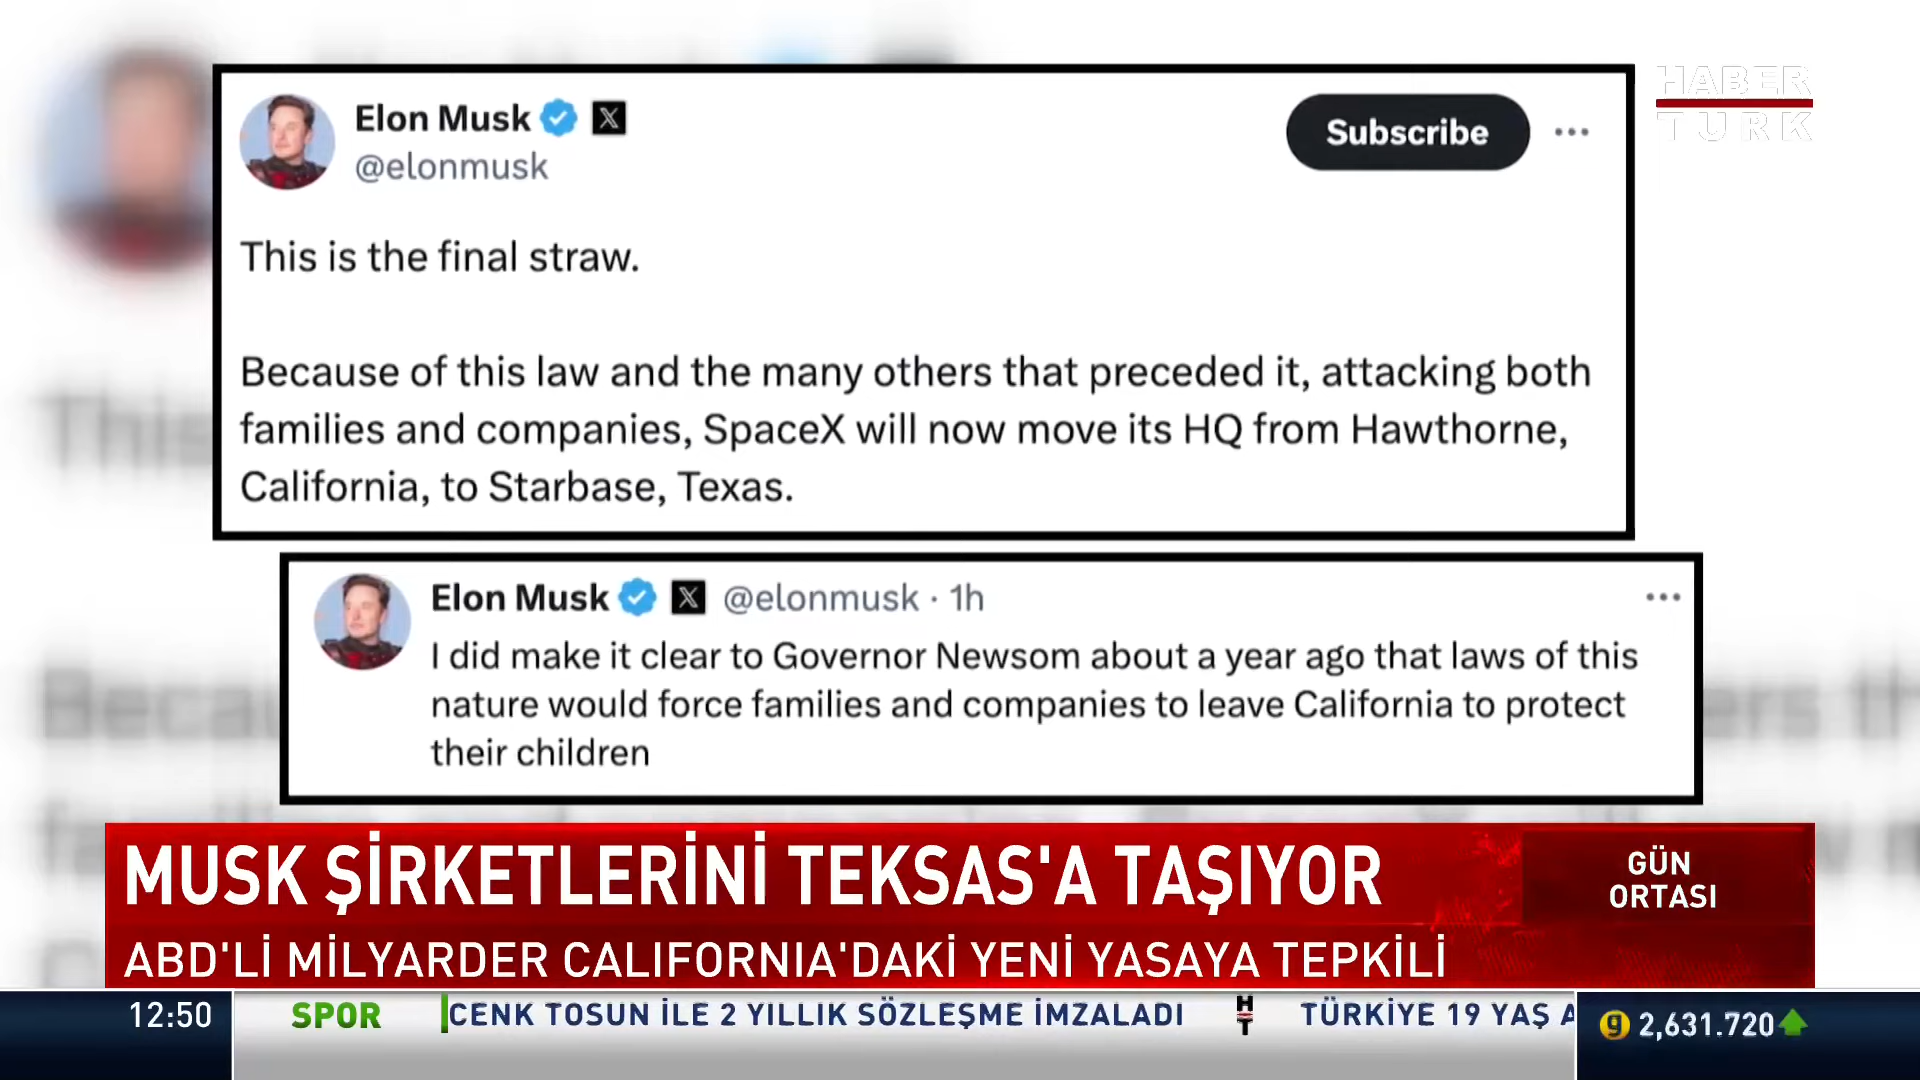 HABER
TURK
Elon Musk
@elonmusk
Subscribe
This is the final straw.
Because of this law and the many others that preceded it, attacking both
families and companies, SpaceX will now move its HQ from Hawthorne,
California, to Starbase, Texas.
Elon Musk @elonmusk · 1h
I did make it clear to Governor Newsom about a year ago that laws of this
nature would force families and companies to leave California to protect
their children
MUSK ŞİRKETLERİNİ TEKSAS'A TAŞIYOR
GÜN
ORTASI
ABD'Lİ MİLYARDER CALIFORNIA'DAKİ YENİ YASAYA TEPKİLİ
12:50
SPOR
CENK TOSUN İLE 2 YILLIK SÖZLEŞME İMZALADI
HT
TÜRKİYE 19 YAŞ A
g 2,631.720